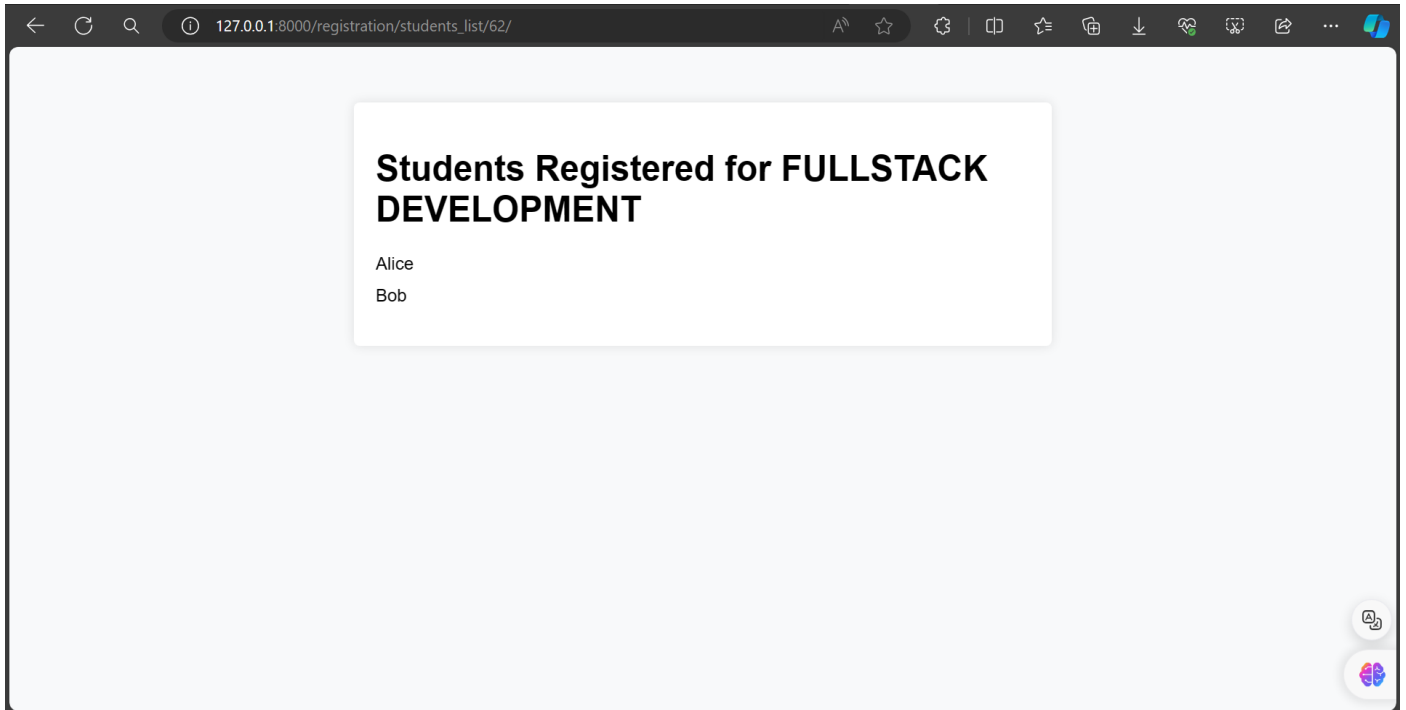 127.0.0.1:8000/registration/students_list/62/
Students Registered for FULLSTACK
DEVELOPMENT
Alice
Bob